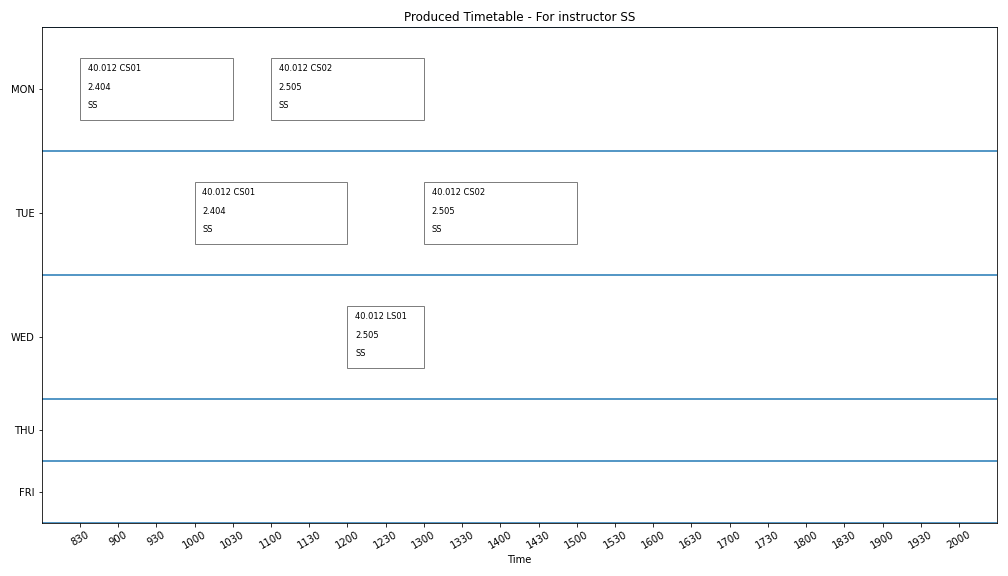 Produced Timetable - For instructor SS
MON
40.012 CS01
2.404
SS
40.012 CS02
2.505
SS
TUE
40.012 CS01
2.404
SS
40.012 CS02
2.505
SS
WED
40.012 LS01
2.505
SS
THU
FRI
830 900 930 1000 1030 1100 1130 1200 1230 1300 1330 1400 1430 1500 1530 1600 1630 1700 1730 1800 1830 1900 1930 2000
Time